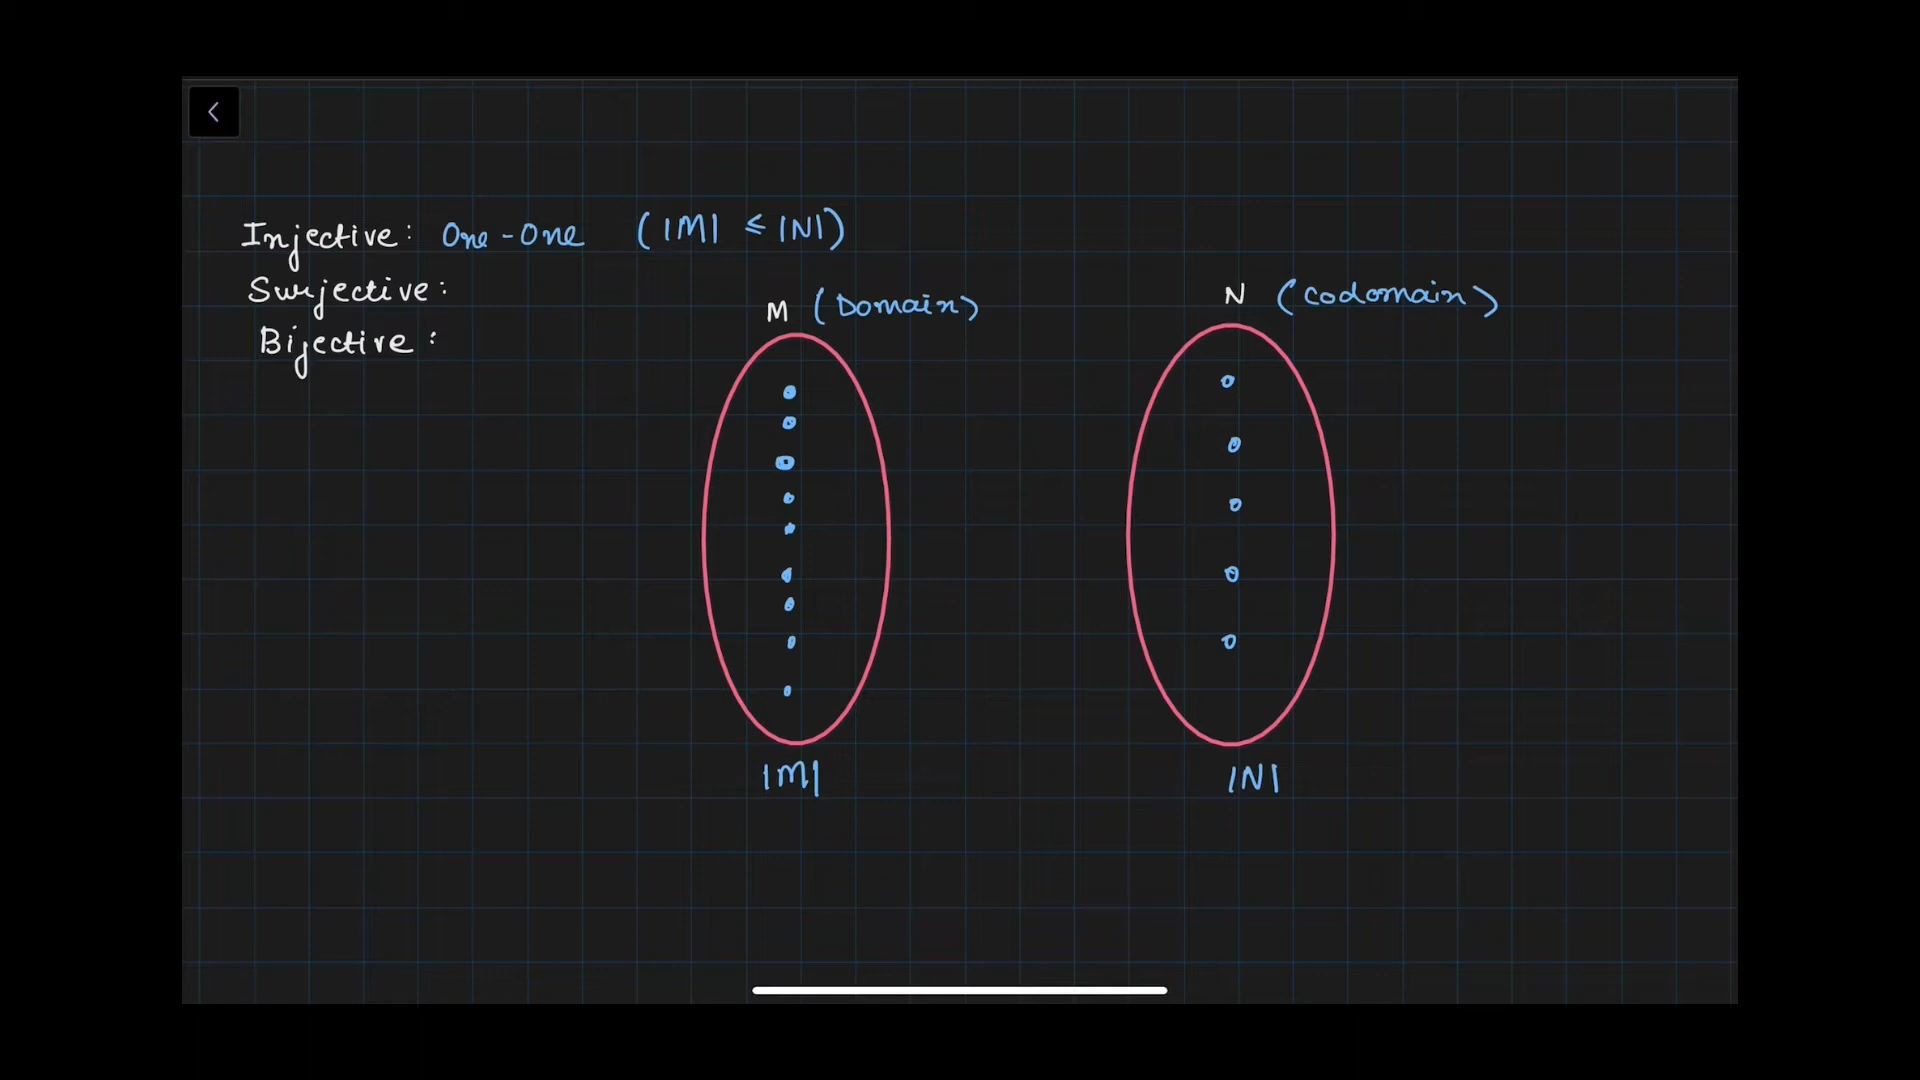 Injective: One-One (|M| ≤ |N|)
Surjective:
Bijective:
M (Domain)
N (codomain)
|M|
|N|